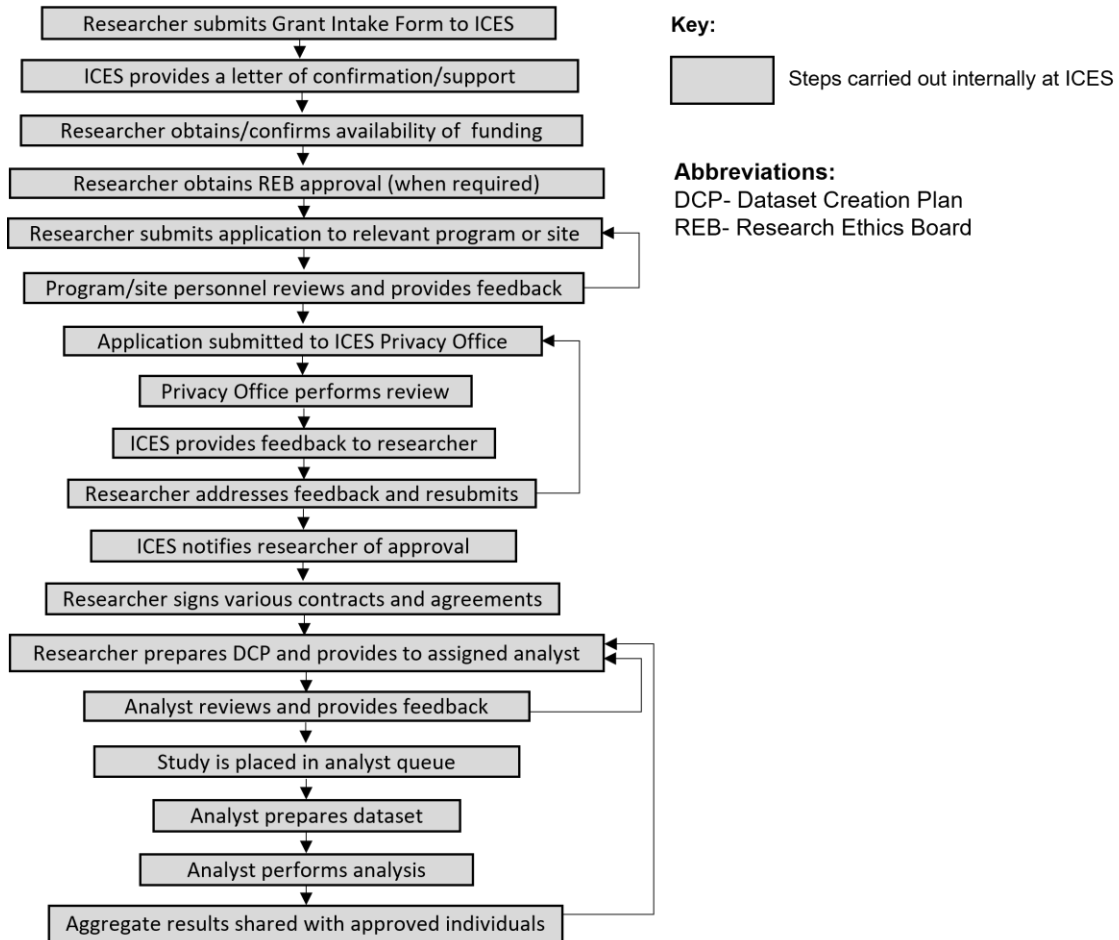 Researcher submits Grant Intake Form to ICES
ICES provides a letter of confirmation/support
Researcher obtains/confirms availability of funding
Researcher obtains REB approval (when required)
Researcher submits application to relevant program or site
Program/site personnel reviews and provides feedback
Application submitted to ICES Privacy Office
Privacy Office performs review
ICES provides feedback to researcher
Researcher addresses feedback and resubmits
ICES notifies researcher of approval
Researcher signs various contracts and agreements
Researcher prepares DCP and provides to assigned analyst
Analyst reviews and provides feedback
Study is placed in analyst queue
Analyst prepares dataset
Analyst performs analysis
Aggregate results shared with approved individuals
Key:
Steps carried out internally at ICES
Abbreviations:
DCP- Dataset Creation Plan
REB- Research Ethics Board